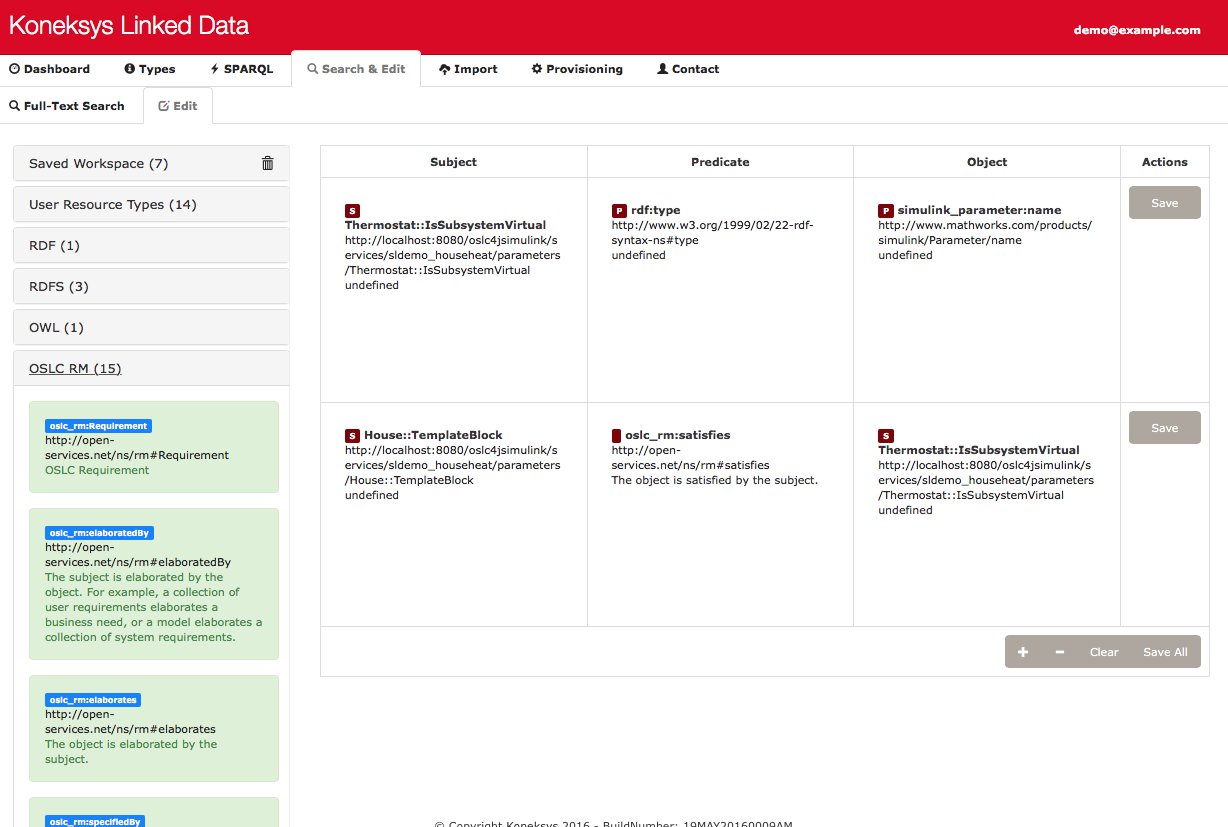 Koneksys Linked Data
demo@example.com
Dashboard Types SPARQL Search & Edit Import Provisioning Contact
Full-Text Search Edit
Saved Workspace (7)
User Resource Types (14)
RDF (1)
RDFS (3)
OWL (1)
OSLC RM (15)
oslc_rm:Requirement
http://open-
services.net/ns/rm#Requirement
OSLC Requirement
oslc_rm:elaboratedBy
http://open-
services.net/ns/rm#elaboratedBy
The subject is elaborated by the
object. For example, a collection of
user requirements elaborates a
business need, or a model elaborates a
collection of system requirements.
oslc_rm:elaborates
http://open-
services.net/ns/rm#elaborates
The object is elaborated by the
subject.
oslc_rm:specifiedBy
Subject Predicate Object Actions
S
Thermostat::IsSubsystemVirtual
http://localhost:8080/oslc4jsimulink/s
ervices/sldemo_househeat/parameters
/Thermostat::IsSubsystemVirtual
undefined
P rdf:type
http://www.w3.org/1999/02/22-rdf-
syntax-ns#type
undefined
P simulink_parameter:name
http://www.mathworks.com/products/
simulink/Parameter/name
undefined
Save
S House::TemplateBlock
http://localhost:8080/oslc4jsimulink/s
ervices/sldemo_househeat/parameters
/House::TemplateBlock
undefined
oslc_rm:satisfies
http://open-
services.net/ns/rm#satisfies
The object is satisfied by the subject.
S
Thermostat::IsSubsystemVirtual
http://localhost:8080/oslc4jsimulink/s
ervices/sldemo_househeat/parameters
/Thermostat::IsSubsystemVirtual
undefined
Save
+ − Clear Save All
© Copyright Koneksys 2016 - BuildNumber: 19MAY20160009AM